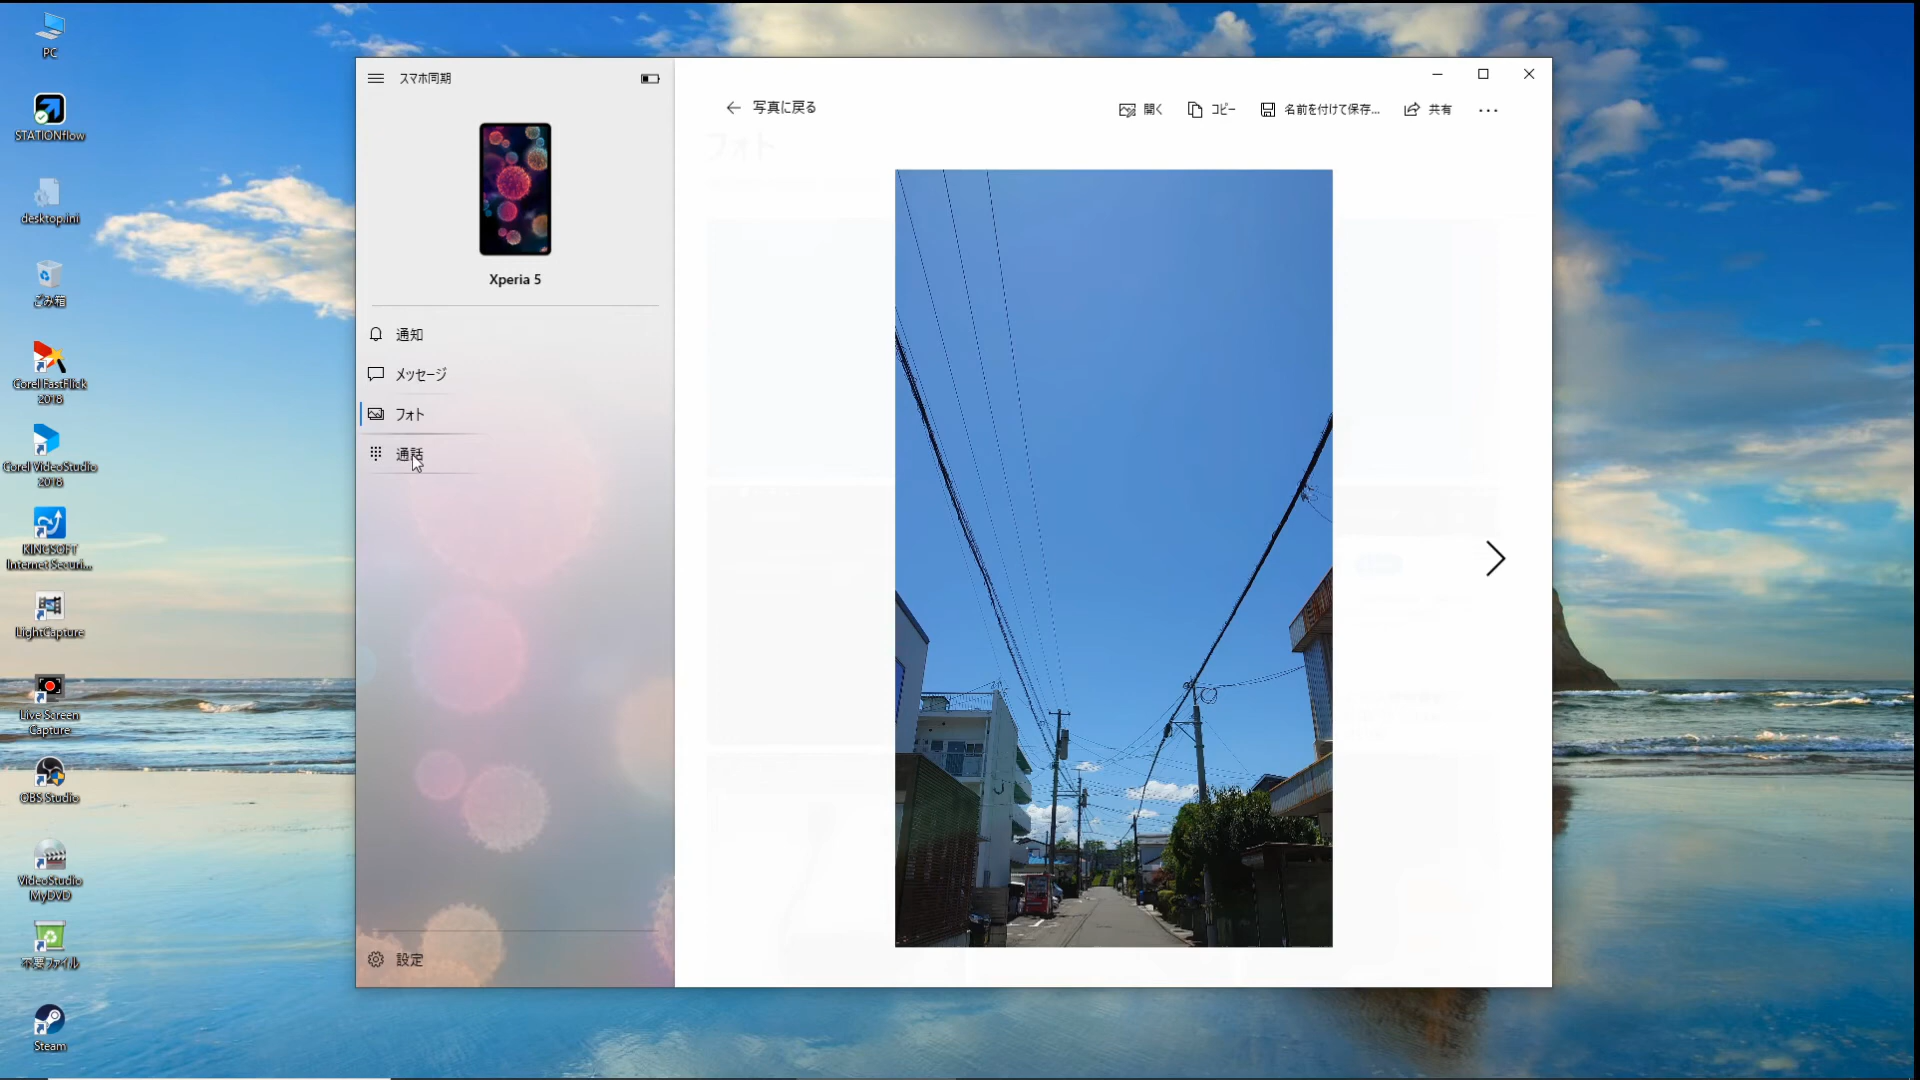 PC
STATIONflow
desktop.ini
ごみ箱
Corel FastFlick
2018
Corel VideoStudio
2018
KINGSOFT
Internet Securi...
LightCapture
Live Screen
Capture
OBS Studio
VideoStudio
MyDVD
不要ファイル
Steam
スマホ同期
Xperia 5
通知
メッセージ
フォト
通話
設定
写真に戻る
開く
コピー
名前を付けて保存...
共有
フォト